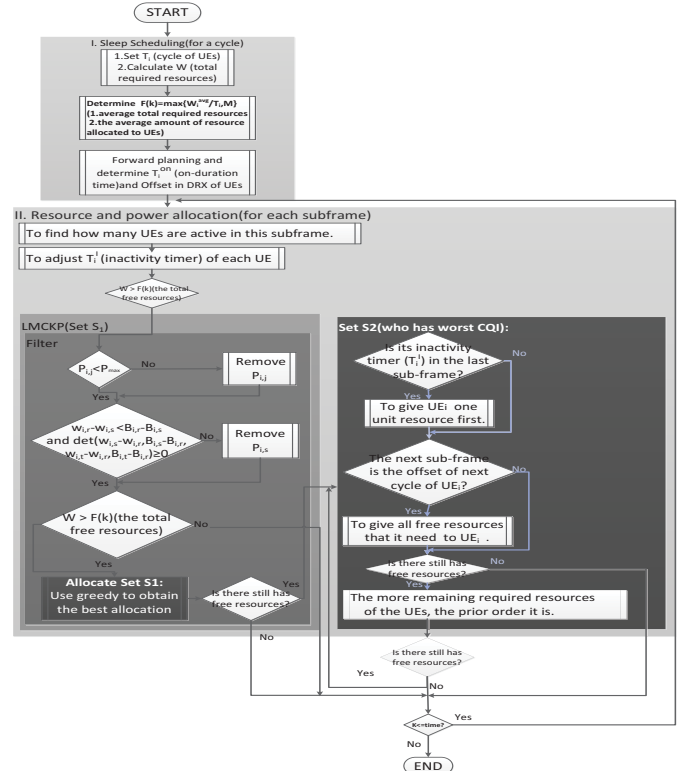 START
I. Sleep Scheduling(for a cycle)
1.Set Ti (cycle of UEs)
2.Calculate W (total
required resources)
Determine F(k)=max{Wi^avg/Ti,M}
(1.average total required resources
2.the average amount of resource
allocated to UEs)
Forward planning and
determine Ti^on (on-duration
time)and Offset in DRX of UEs
II. Resource and power allocation(for each subframe)
To find how many UEs are active in this subframe.
To adjust Ti^I (inactivity timer) of each UE
W > F(k)(the total
free resources)
LMCKP(Set S1)
Filter
Pi,j<Pmax
No
Remove
Pi,j
Yes
wi,r-wi,s<Bi,r-Bi,s
and det(wi,s-wi,r,Bi,s-Bi,r,
wi,t-wi,r,Bi,t-Bi,r)≥0
No
Remove
Pi,s
Yes
W > F(k)(the total
free resources)
No
Yes
Allocate Set S1:
Use greedy to obtain
the best allocation
Is there still has
free resources?
Yes
No
Set S2(who has worst CQI):
Is its inactivity
timer (Ti^I) in the last
sub-frame?
No
Yes
To give UEi one
unit resource first.
The next sub-frame
is the offset of next
cycle of UEi?
No
Yes
To give all free resources
that it need to UEi .
Is there still has
free resources?
No
Yes
The more remaining required resources
of the UEs, the prior order it is.
Is there still has
free resources?
Yes
No
K<=time?
Yes
No
END